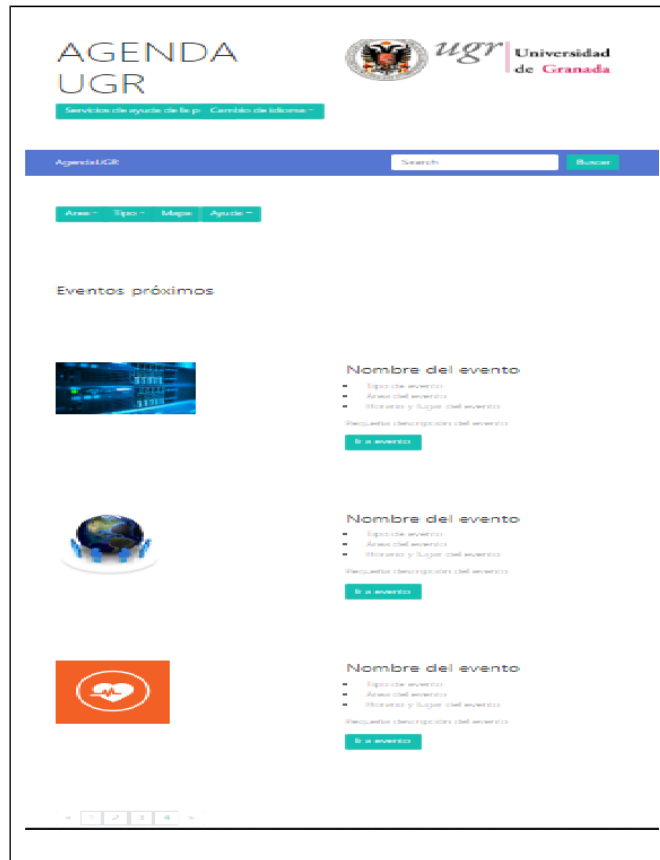 AGENDA
UGR
ugr Universidad
de Granada
Servicios de ayuda de la p Cambio de idioma
AgendaUGR Search Buscar
Área Tipo Mapa Ayuda
Eventos próximos
Nombre del evento
Tipo de evento
Área del evento
Horario y lugar del evento
Pequeña descripción del evento
Ir a evento
Nombre del evento
Tipo de evento
Área del evento
Horario y lugar del evento
Pequeña descripción del evento
Ir a evento
Nombre del evento
Tipo de evento
Área del evento
Horario y lugar del evento
Pequeña descripción del evento
Ir a evento
« 1 2 3 4 »